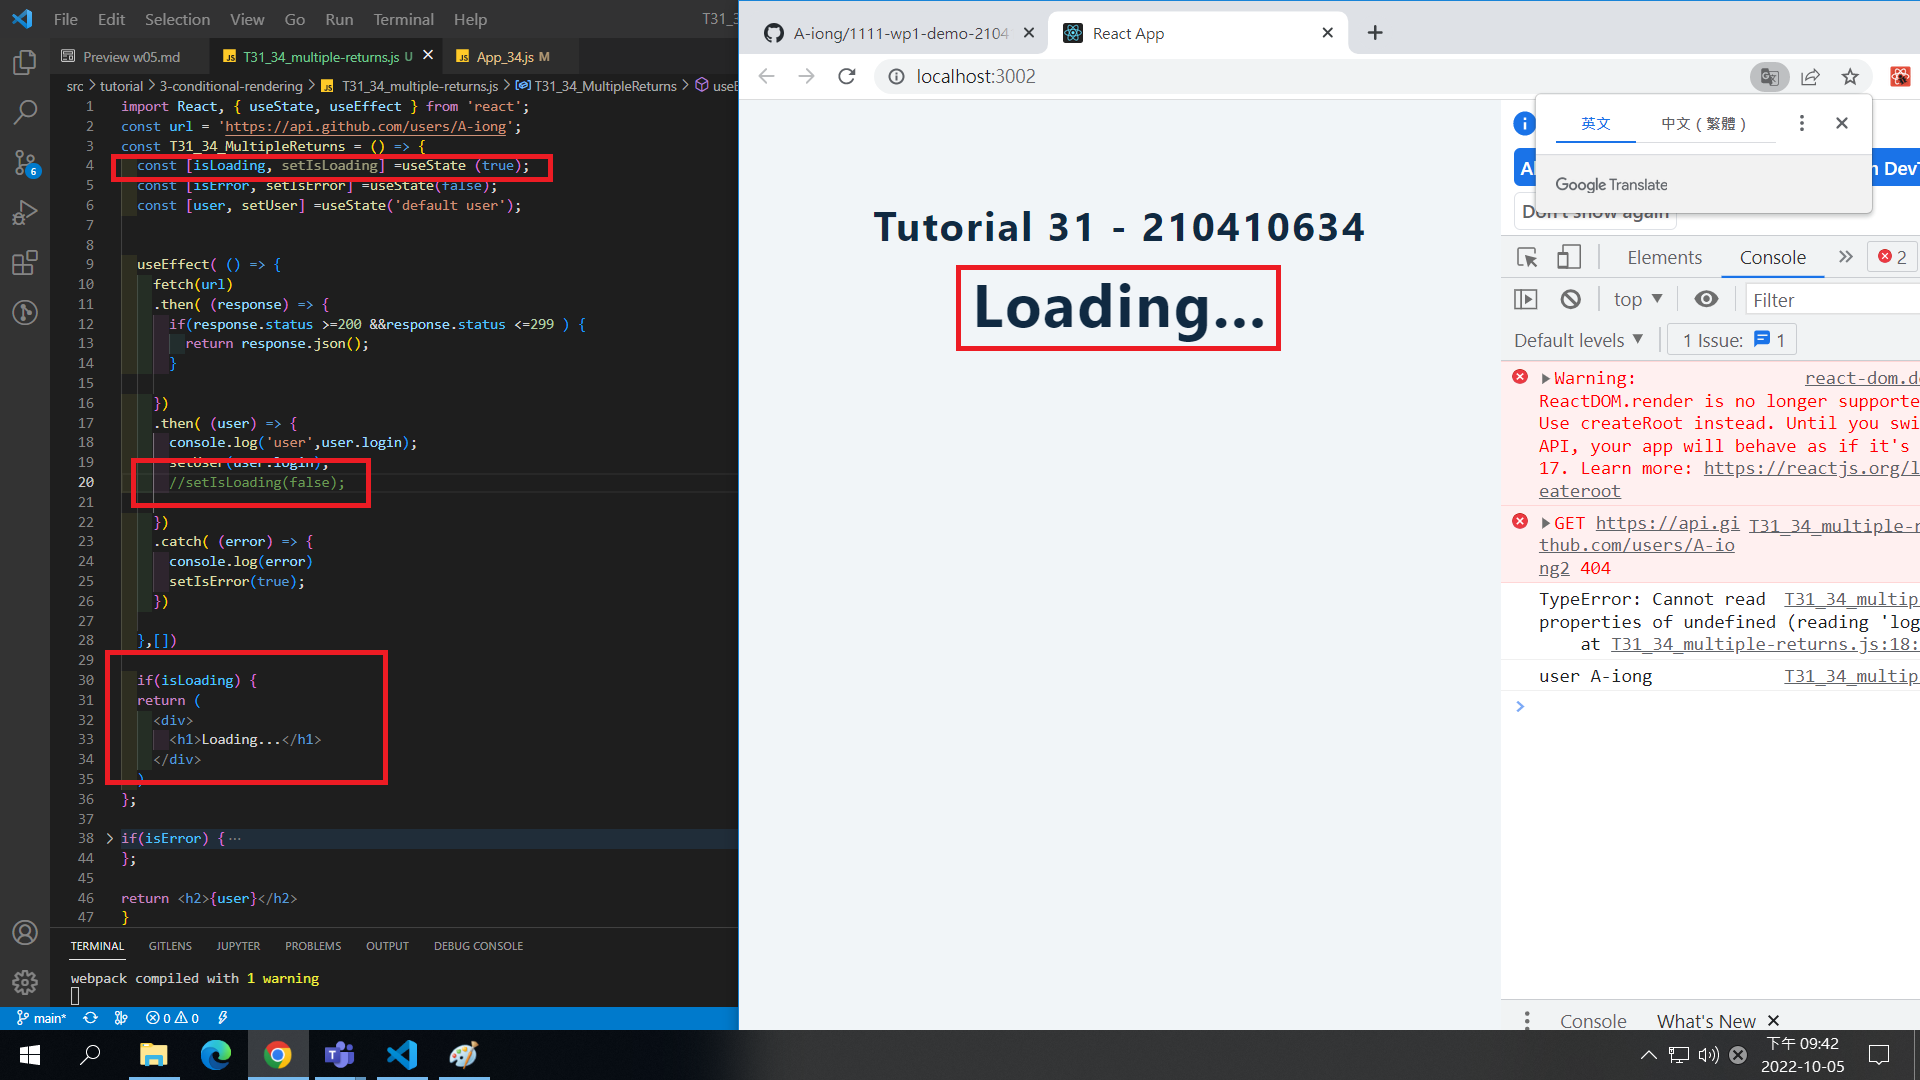 File Edit Selection View Go Run Terminal Help T31_3
Preview w05.md T31_34_multiple-returns.js U App_34.js M
src > tutorial > 3-conditional-rendering > T31_34_multiple-returns.js > T31_34_MultipleReturns > useE
1 import React, { useState, useEffect } from 'react';
2 const url = 'https://api.github.com/users/A-iong';
3 const T31_34_MultipleReturns = () => {
4 const [isLoading, setIsLoading] =useState (true);
5 const [isError, setIsError] =useState(false);
6 const [user, setUser] =useState('default user');
7
8
9 useEffect( () => {
10 fetch(url)
11 .then( (response) => {
12 if(response.status >=200 &&response.status <=299 ) {
13 return response.json();
14 }
15
16 })
17 .then( (user) => {
18 console.log('user',user.login);
19 setUser(user.login);
20 //setIsLoading(false);
21
22 })
23 .catch( (error) => {
24 console.log(error)
25 setIsError(true);
26 })
27
28 },[])
29
30 if(isLoading) {
31 return (
32 <div>
33 <h1>Loading...</h1>
34 </div>
35 )
36 };
37
38 if(isError) {···
44 };
45
46 return <h2>{user}</h2>
47 }
TERMINAL GITLENS JUPYTER PROBLEMS OUTPUT DEBUG CONSOLE
webpack compiled with 1 warning
6
main* 0 0
A-iong/1111-wp1-demo-2104 React App
localhost:3002
英文 中文 ( 繁體 )
Google Translate
DevT
Don't show again
Tutorial 31 - 210410634
Loading...
Elements Console 2
top Filter
Default levels 1 Issue: 1
Warning: react-dom.de
ReactDOM.render is no longer supporte
Use createRoot instead. Until you swi
API, your app will behave as if it's
17. Learn more: https://reactjs.org/l
eateroot
GET https://api.gi T31_34_multiple-r
thub.com/users/A-io
ng2 404
TypeError: Cannot read T31_34_multip
properties of undefined (reading 'log
at T31_34_multiple-returns.js:18:
user A-iong T31_34_multip
Console What's New
下午 09:42
2022-10-05